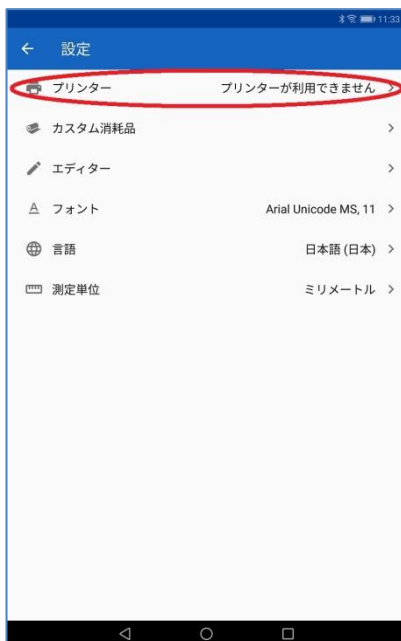 11:33
設定
プリンター プリンターが利用できません
カスタム消耗品
エディター
フォント Arial Unicode MS, 11
言語 日本語 (日本)
測定単位 ミリメートル